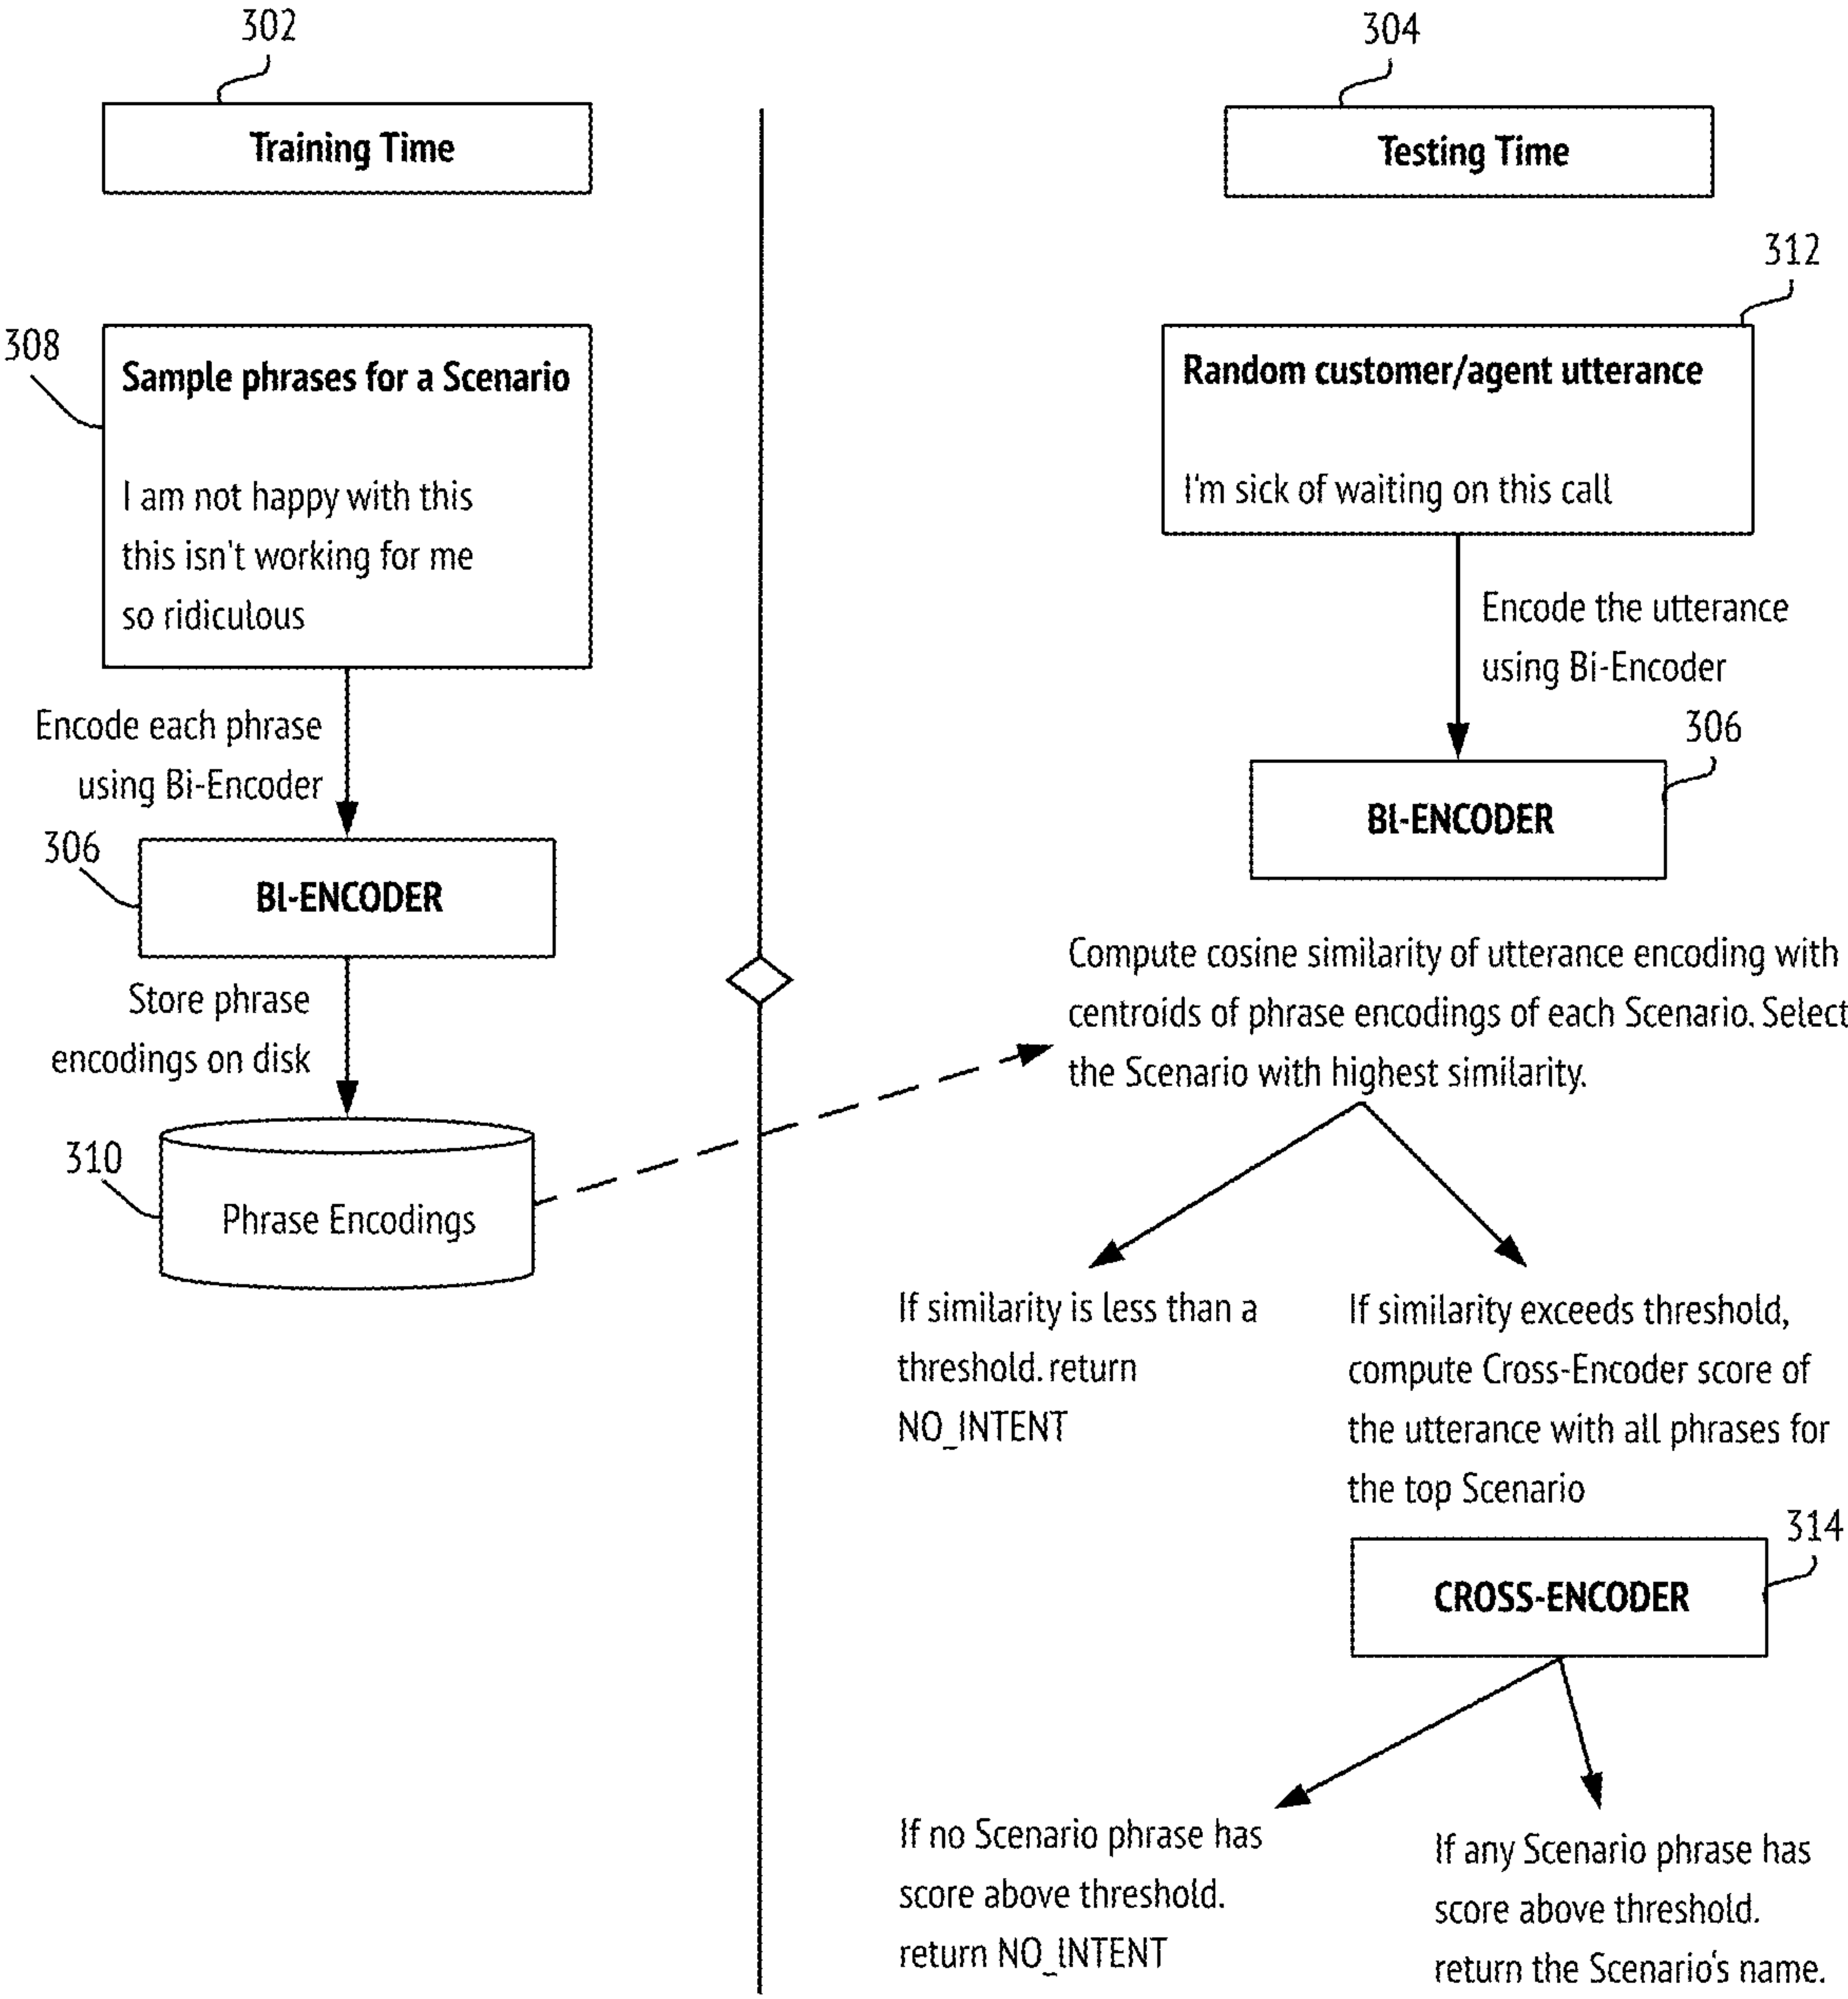 302
Training Time
308
Sample phrases for a Scenario
I am not happy with this
this isn't working for me
so ridiculous
Encode each phrase
using Bi-Encoder
306
BI-ENCODER
Store phrase
encodings on disk
310
Phrase Encodings
304
Testing Time
312
Random customer/agent utterance
I'm sick of waiting on this call
Encode the utterance
using Bi-Encoder
306
BI-ENCODER
Compute cosine similarity of utterance encoding with
centroids of phrase encodings of each Scenario. Select
the Scenario with highest similarity.
If similarity is less than a
threshold. return
NO_INTENT
If similarity exceeds threshold,
compute Cross-Encoder score of
the utterance with all phrases for
the top Scenario
314
CROSS-ENCODER
If no Scenario phrase has
score above threshold.
return NO_INTENT
If any Scenario phrase has
score above threshold.
return the Scenario's name.